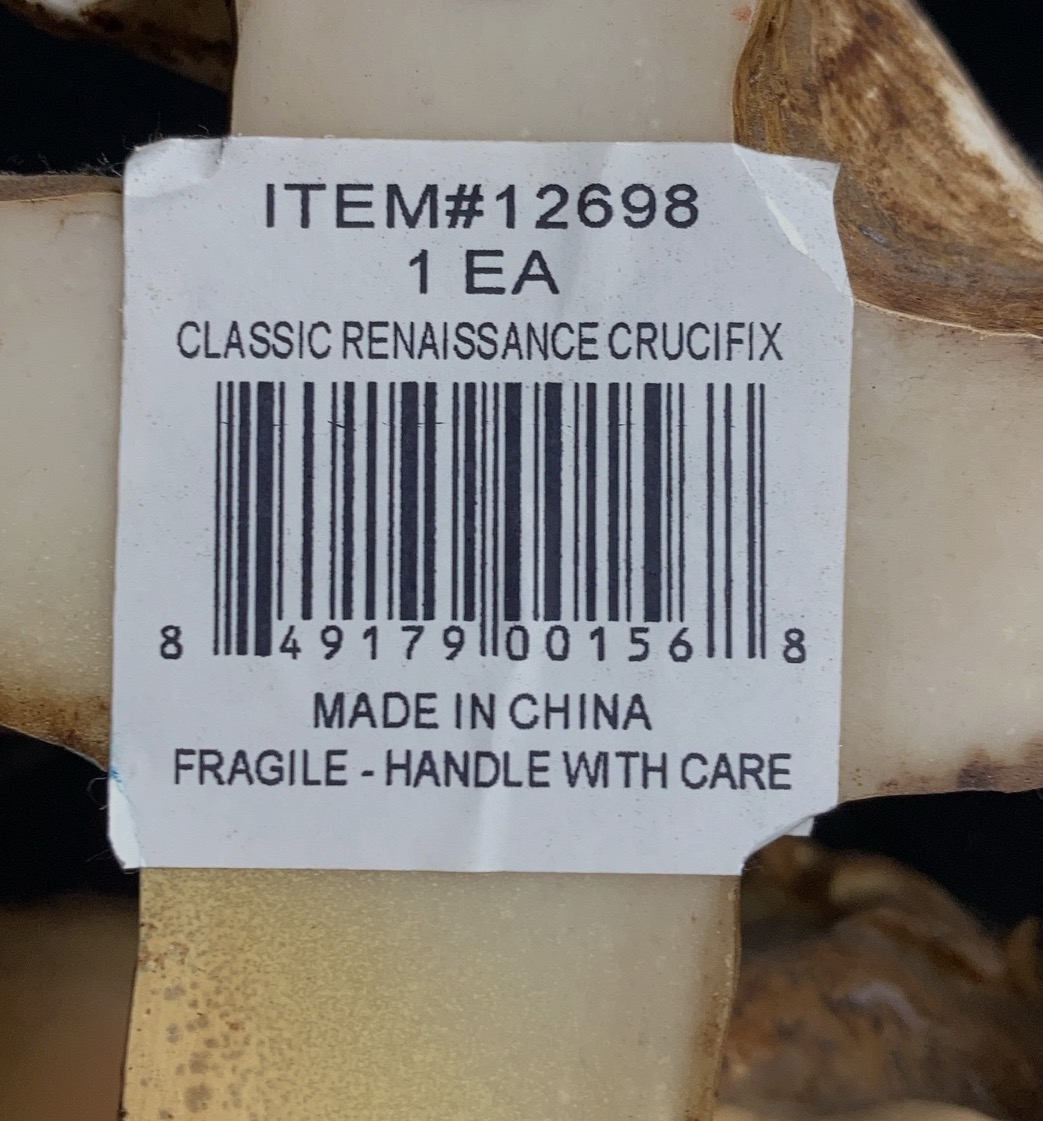 ITEM#12698
1 EA
CLASSIC RENAISSANCE CRUCIFIX
8 49179 00156 8
MADE IN CHINA
FRAGILE - HANDLE WITH CARE